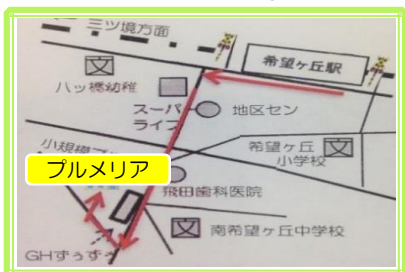 三ツ境方面
希望ヶ丘駅
八ッ橋幼稚
スーパー
ライフ
地区セン
小規模
希望ヶ丘
小学校
プルメリア
飛田歯科医院
南希望ヶ丘中学校
GHずぅずぅ